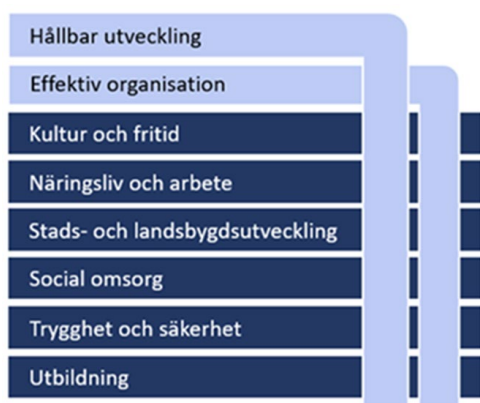 Hållbar utveckling
Effektiv organisation
Kultur och fritid
Näringsliv och arbete
Stads- och landsbygdsutveckling
Social omsorg
Trygghet och säkerhet
Utbildning